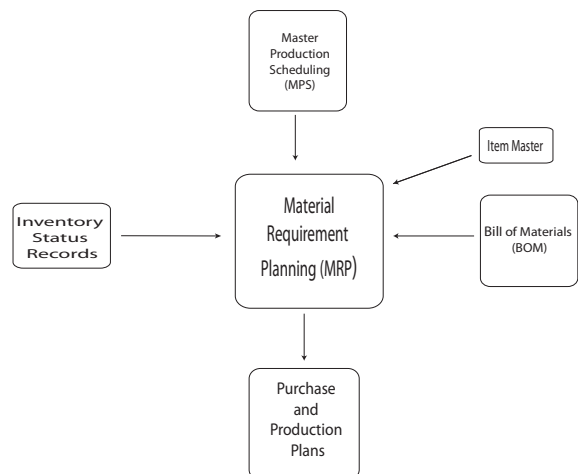 Master
Production
Scheduling
(MPS)
Item Master
Material
Requirement
Planning (MRP)
Inventory
Status
Records
Bill of Materials
(BOM)
Purchase
and
Production
Plans